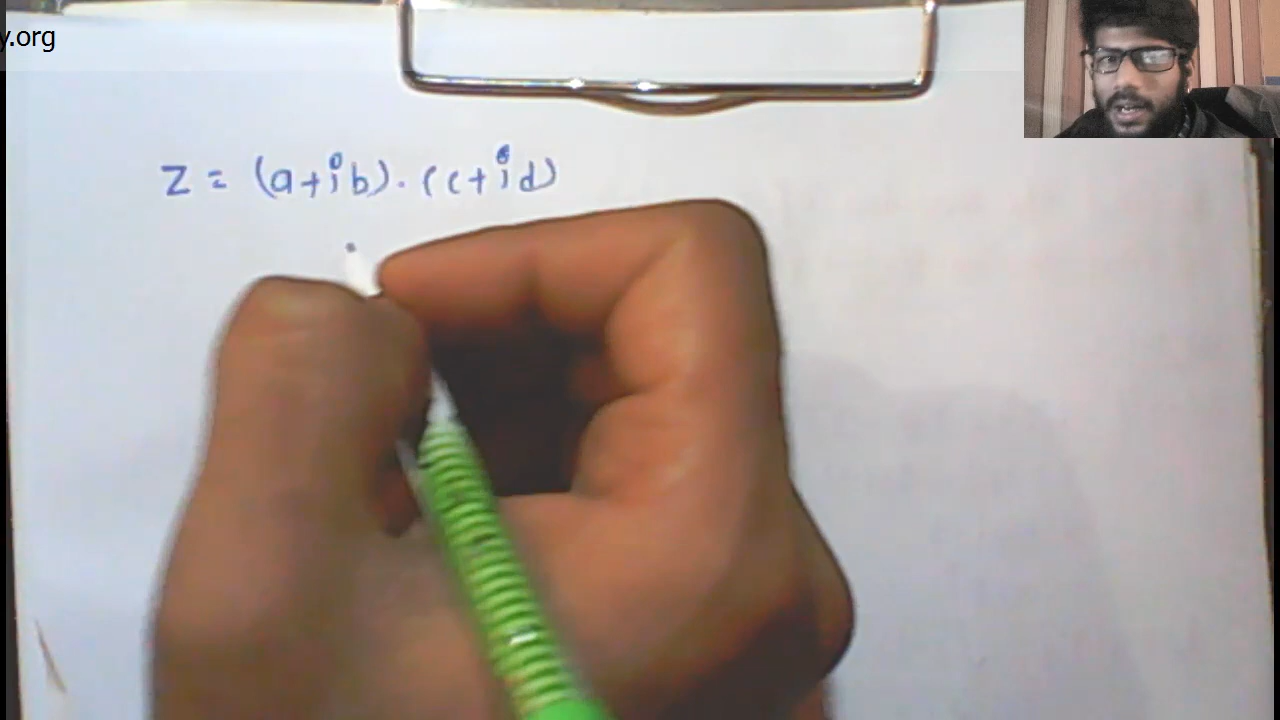 y.org
z = (a+ib).(c+id)